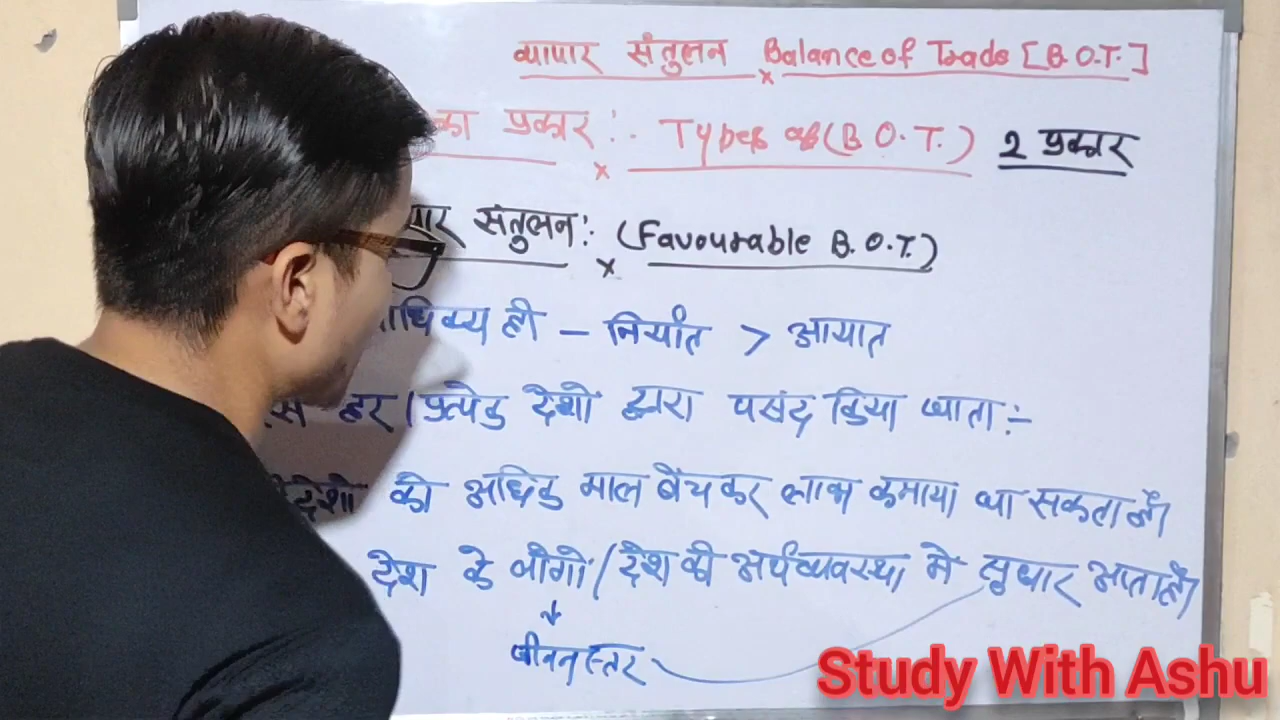 व्यापार संतुलन × Balance of Trade [B.O.T.]
का प्रकार :- × Types of (B.O.T.) 2 प्रकार
संतुलन :- × (Favourable B.O.T.)
ही – निर्यात > आयात
हर / प्रत्येक देशो द्वारा पसंद किया जाता :-
को अधिक माल बेंचकर लाभ कमाया जा सकता है।
देश के लोगो / देश की अर्थव्यवस्था मे सुधार आता है।
↓
जीवन स्तर
Study With Ashu